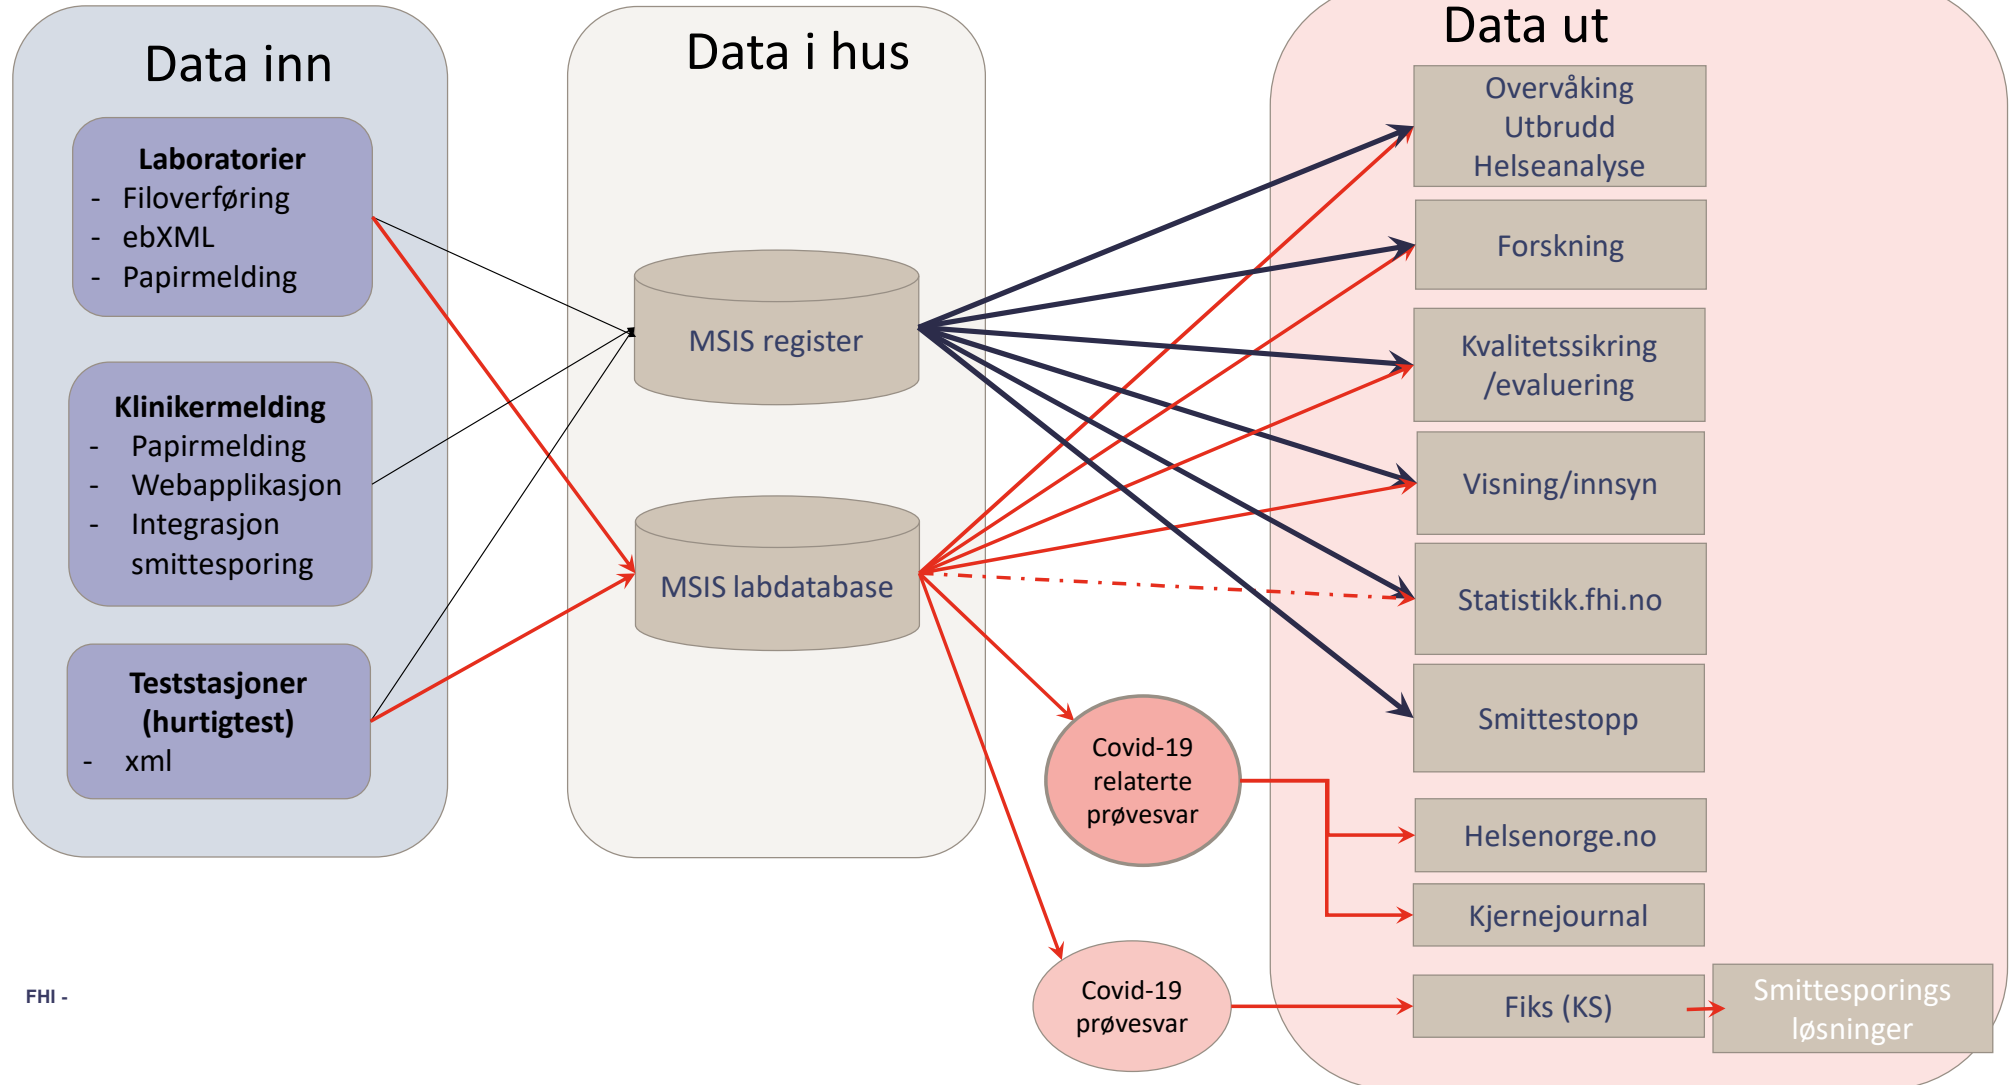 Data inn
Laboratorier
- Filoverføring
- ebXML
- Papirmelding
Klinikermelding
- Papirmelding
- Webapplikasjon
- Integrasjon
smittesporing
Teststasjoner
(hurtigtest)
- xml
Data i hus
MSIS register
MSIS labdatabase
Covid-19
relaterte
prøvesvar
Covid-19
prøvesvar
Data ut
Overvåking
Utbrudd
Helseanalyse
Forskning
Kvalitetssikring
/evaluering
Visning/innsyn
Statistikk.fhi.no
Smittestopp
Helsenorge.no
Kjernejournal
Fiks (KS)
Smittesporings
løsninger
FHI -